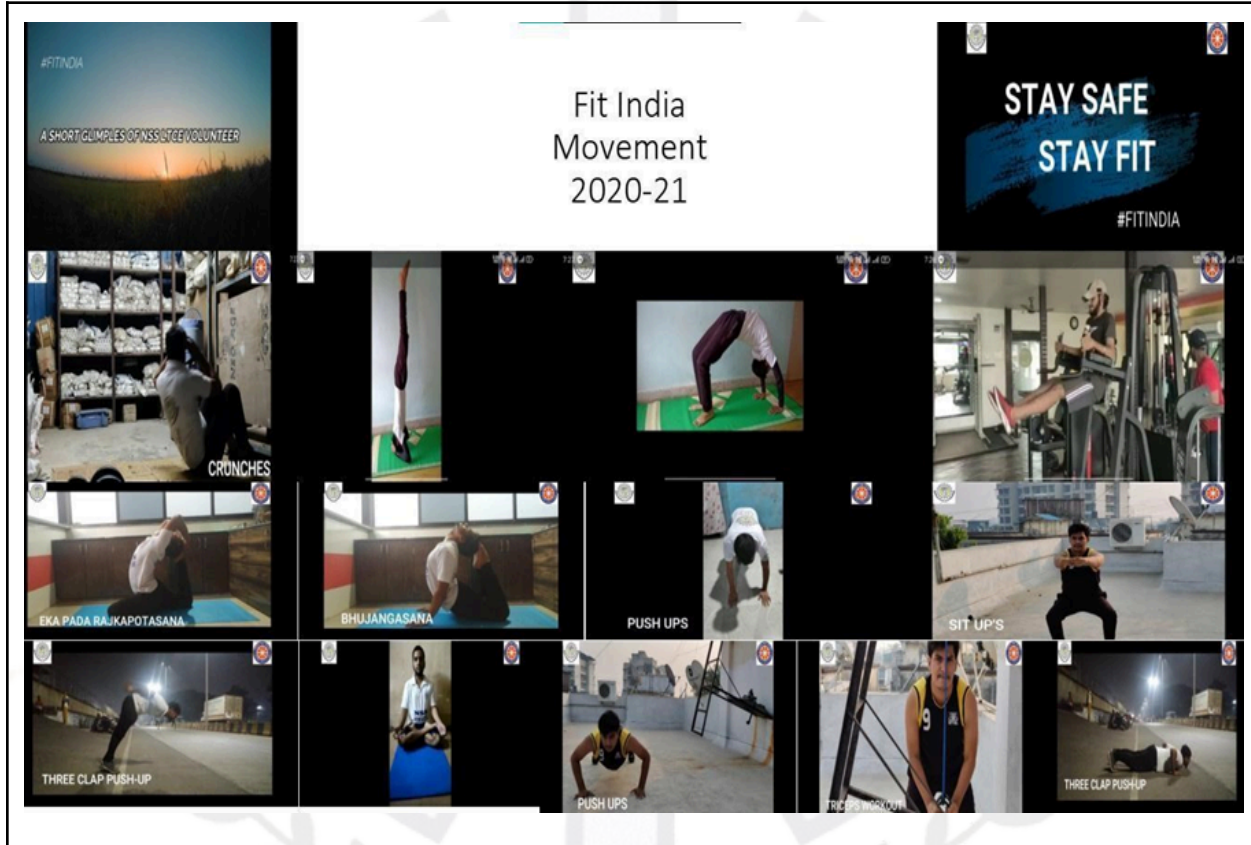 #FITINDIA
A SHORT GLIMPLES OF NSS LTCE VOLUNTEER
Fit India
Movement
2020-21
STAY SAFE
STAY FIT
#FITINDIA
CRUNCHES
EKA PADA RAJKAPOTASANA
BHUJANGASANA
PUSH UPS
SIT UP'S
THREE CLAP PUSH-UP
PUSH UPS
TRICEPS WORKOUT
THREE CLAP PUSH-UP